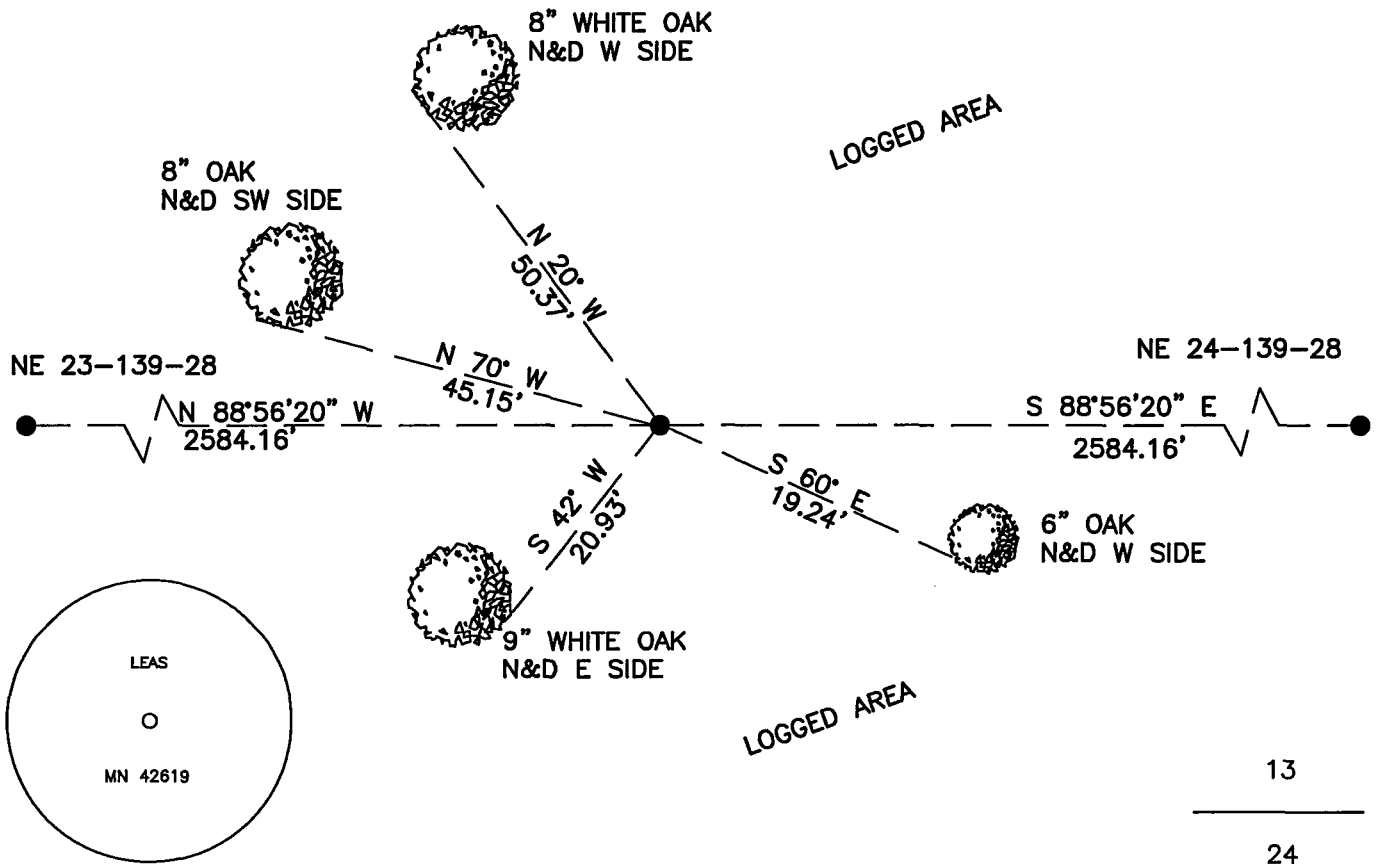 8" WHITE OAK
N&D W SIDE
LOGGED AREA
8" OAK
N&D SW SIDE
N 20° W
50.37'
NE 23-139-28
NE 24-139-28
N 70° W
45.15'
N 88°56'20" W
2584.16'
S 88°56'20" E
2584.16'
S 60° E
19.24'
S 42° W
20.93'
6" OAK
N&D W SIDE
9" WHITE OAK
N&D E SIDE
LEAS
MN 42619
LOGGED AREA
13
24